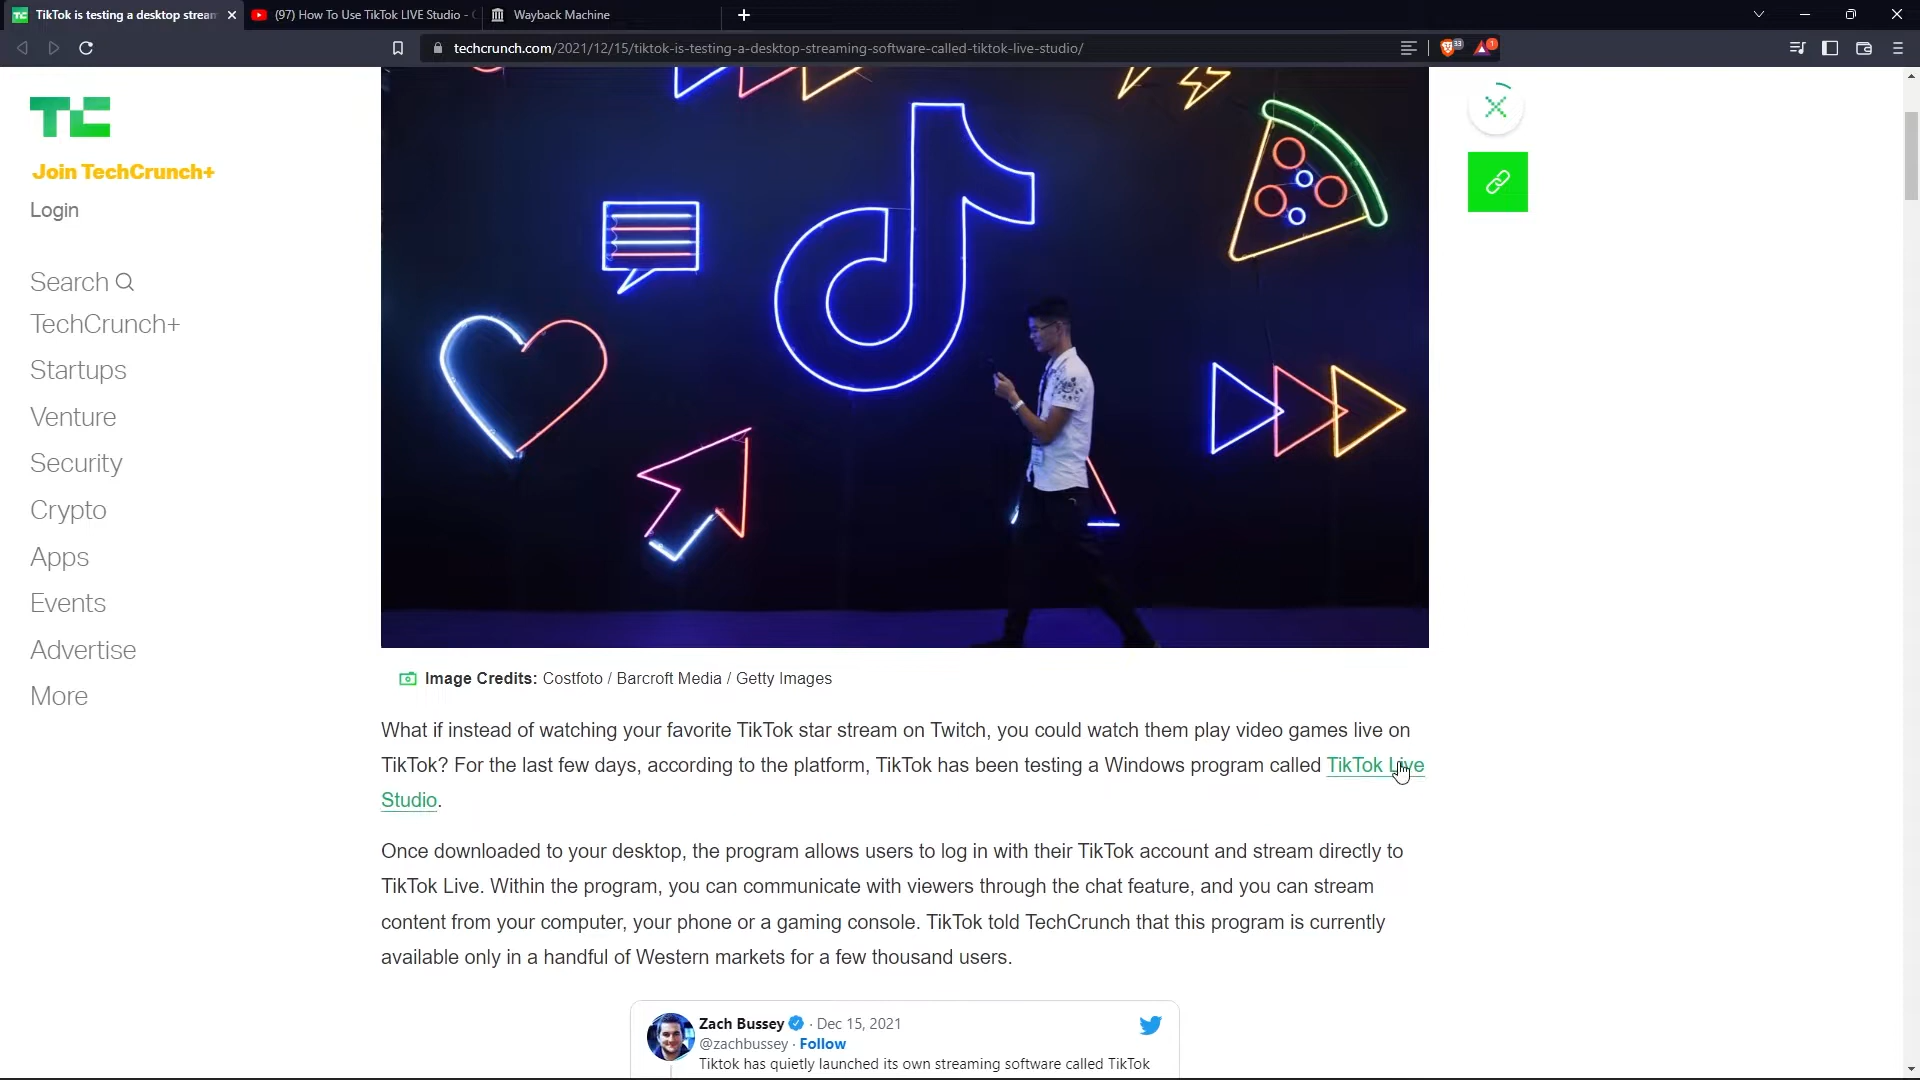 TikTok is testing a desktop stream
(97) How To Use TikTok LIVE Studio -
Wayback Machine
techcrunch.com/2021/12/15/tiktok-is-testing-a-desktop-streaming-software-called-tiktok-live-studio/
33
1
TC
Join TechCrunch+
Login
Search
TechCrunch+
Startups
Venture
Security
Crypto
Apps
Events
Advertise
More
Image Credits: Costfoto / Barcroft Media / Getty Images
What if instead of watching your favorite TikTok star stream on Twitch, you could watch them play video games live on
TikTok? For the last few days, according to the platform, TikTok has been testing a Windows program called TikTok Live
Studio.
Once downloaded to your desktop, the program allows users to log in with their TikTok account and stream directly to
TikTok Live. Within the program, you can communicate with viewers through the chat feature, and you can stream
content from your computer, your phone or a gaming console. TikTok told TechCrunch that this program is currently
available only in a handful of Western markets for a few thousand users.
Zach Bussey · Dec 15, 2021
@zachbussey · Follow
Tiktok has quietly launched its own streaming software called TikTok